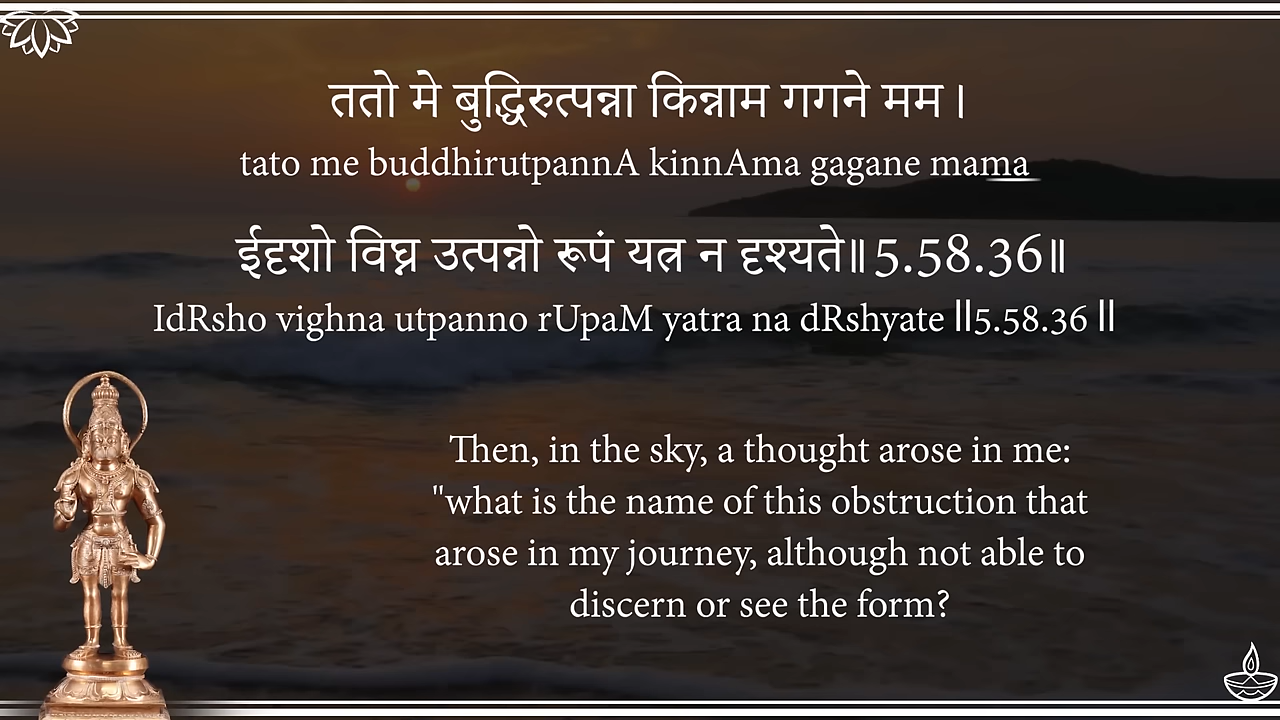 ततो मे बुद्धिरुत्पन्ना किन्नाम गगने मम ।
tato me buddhirutpannA kinnAma gagane mama
ईदृशो विघ्न उत्पन्नो रूपं यत्र न दृश्यते॥5.58.36॥
IdRsho vighna utpanno rUpaM yatra na dRshyate ॥5.58.36 ॥
Then, in the sky, a thought arose in me:
"what is the name of this obstruction that
arose in my journey, although not able to
discern or see the form?